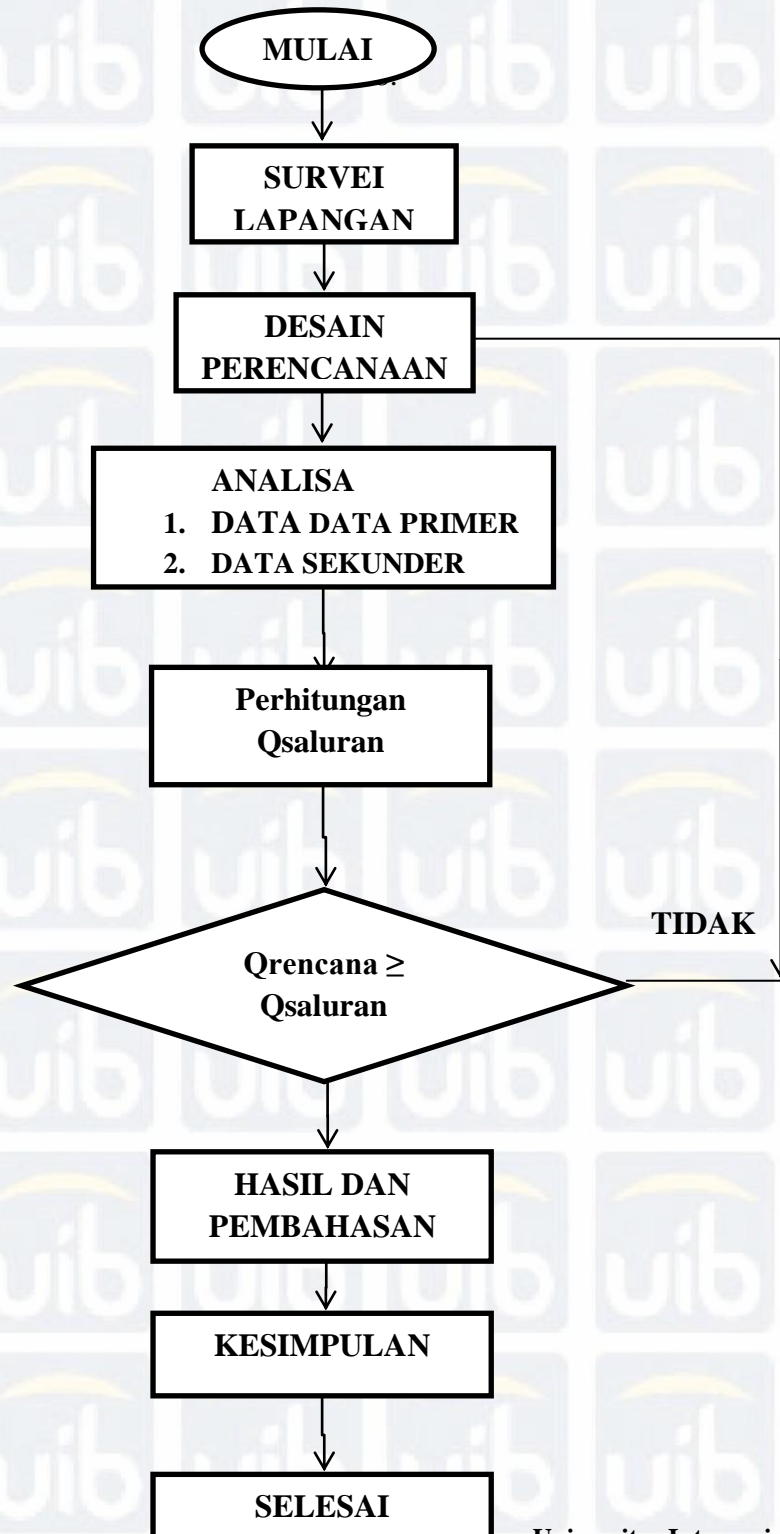 MULAI
SURVEI
LAPANGAN
DESAIN
PERENCANAAN
ANALISA
1. DATA DATA PRIMER
2. DATA SEKUNDER
Perhitungan
Qsaluran
TIDAK
Qrencana ≥
Qsaluran
HASIL DAN
PEMBAHASAN
KESIMPULAN
SELESAI
uib